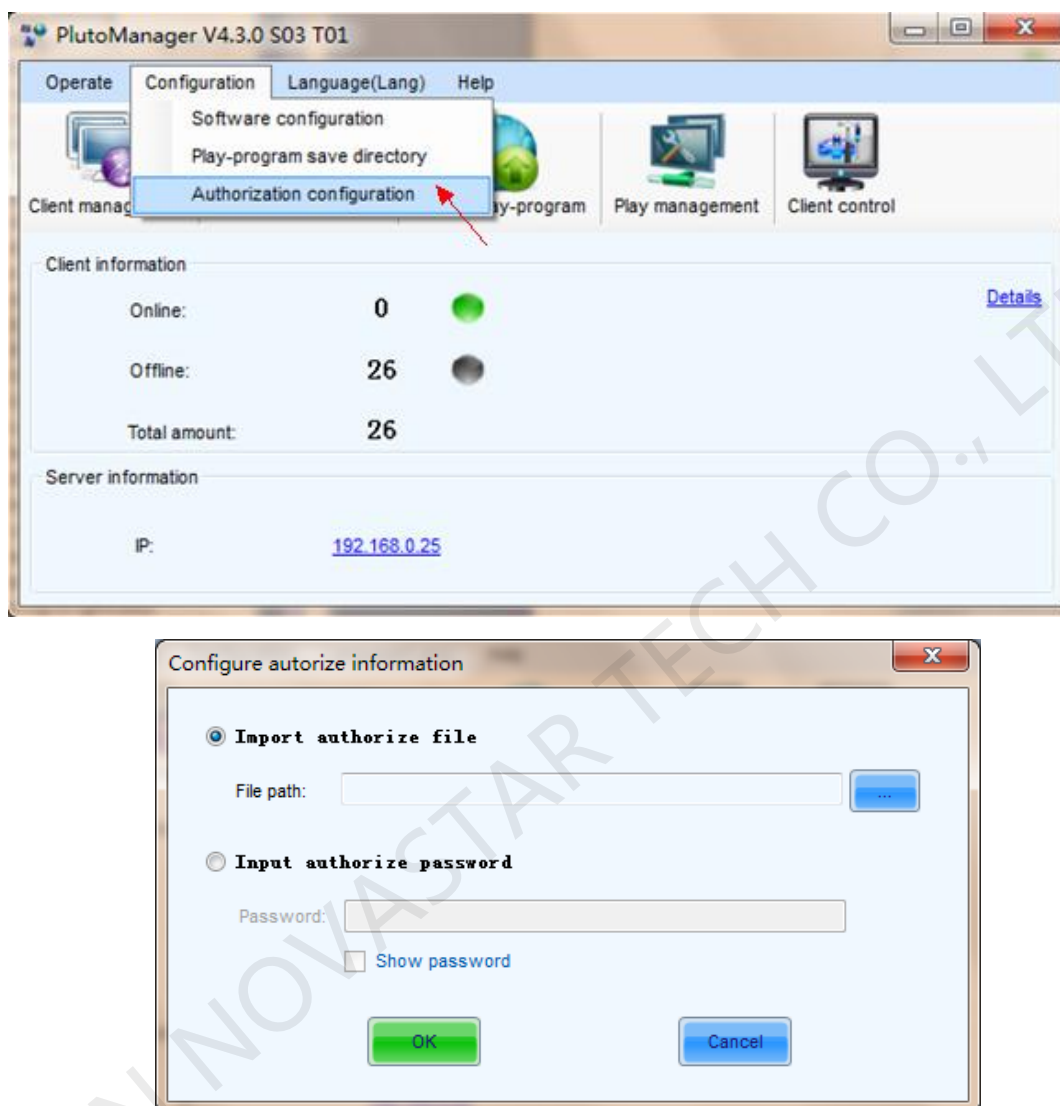 PlutoManager V4.3.0 S03 T01
Operate Configuration Language(Lang) Help
Software configuration
Play-program save directory
Authorization configuration
Client manag
ay-program
Play management
Client control
Client information
Details
Online: 0
Offline: 26
Total amount: 26
Server information
IP: 192.168.0.25
Configure autorize information
Import authorize file
File path: ...
Input authorize password
Password:
Show password
OK Cancel
N NOVASTAR TECH CO., LT